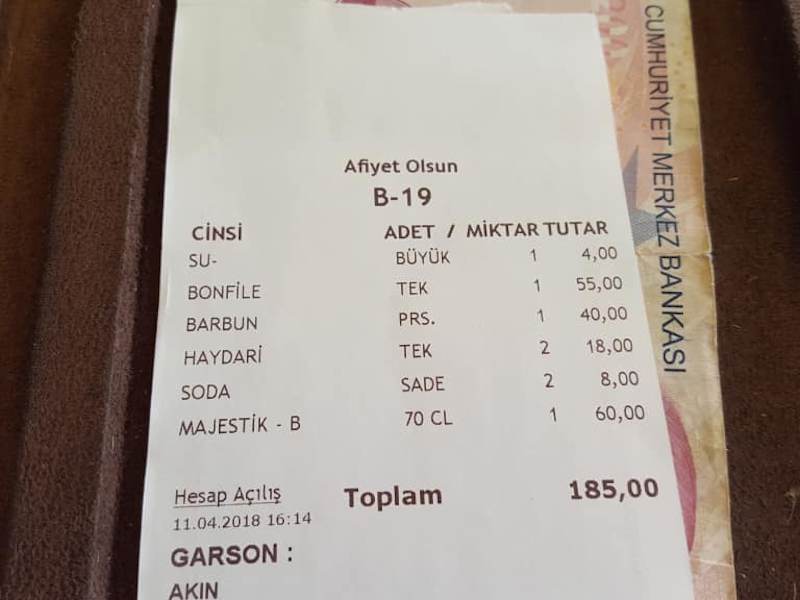 Afiyet Olsun
B-19
CİNSİ ADET / MİKTAR TUTAR
SU- BÜYÜK 1 4,00
BONFİLE TEK 1 55,00
BARBUN PRS. 1 40,00
HAYDARİ TEK 2 18,00
SODA SADE 2 8,00
MAJESTİK - B 70 CL 1 60,00
Hesap Açılış Toplam 185,00
11.04.2018 16:14
GARSON :
AKIN
CUMHURİYET MERKEZ BANKASI